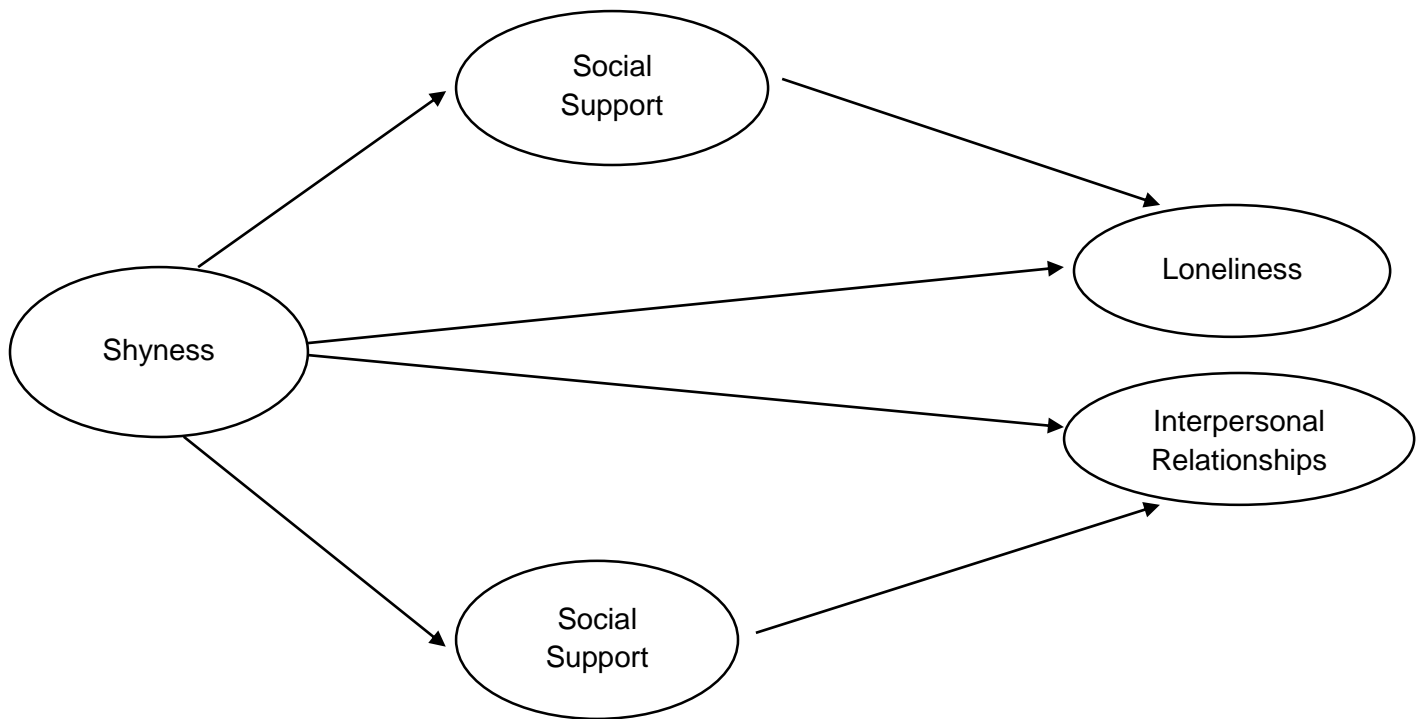 Social
Support
Loneliness
Shyness
Interpersonal
Relationships
Social
Support